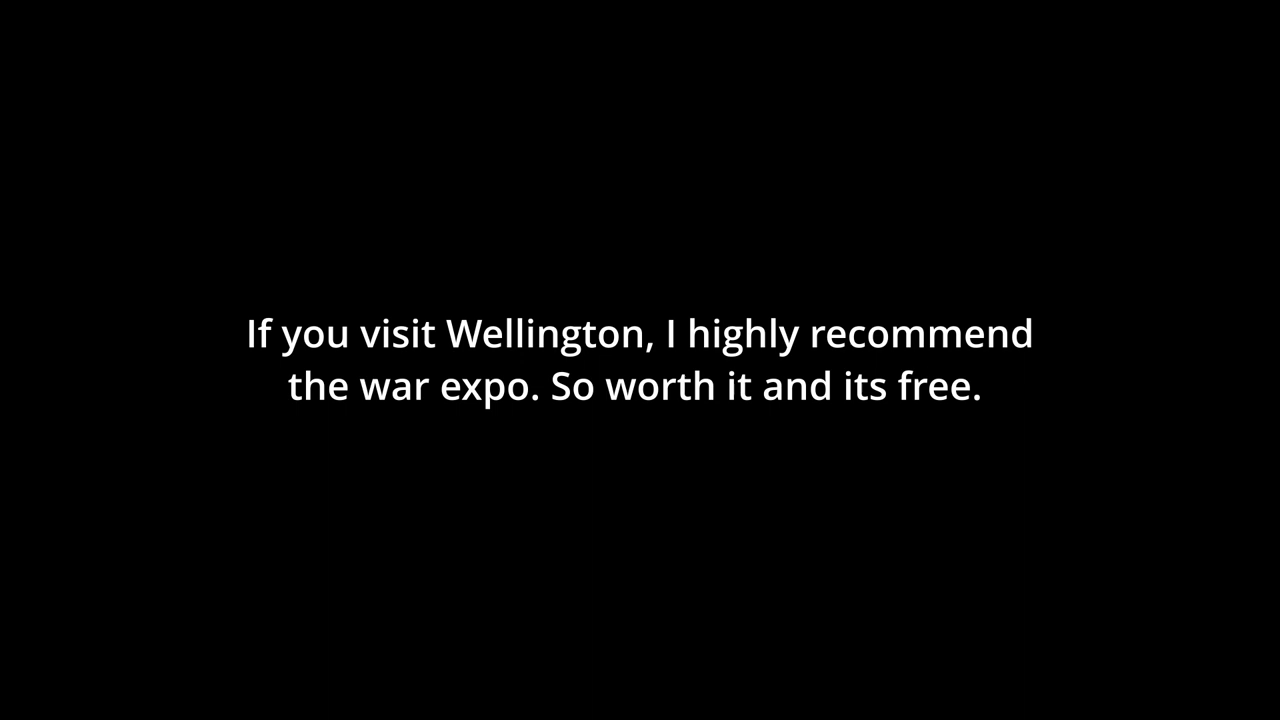 If you visit Wellington, I highly recommend
the war expo. So worth it and its free.